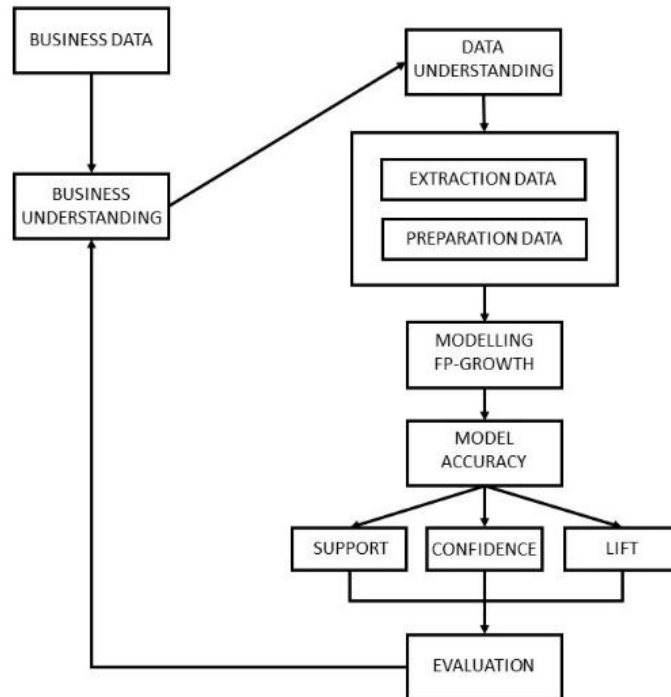 BUSINESS DATA
DATA
UNDERSTANDING
BUSINESS
UNDERSTANDING
EXTRACTION DATA
PREPARATION DATA
MODELLING
FP-GROWTH
MODEL
ACCURACY
SUPPORT
CONFIDENCE
LIFT
EVALUATION